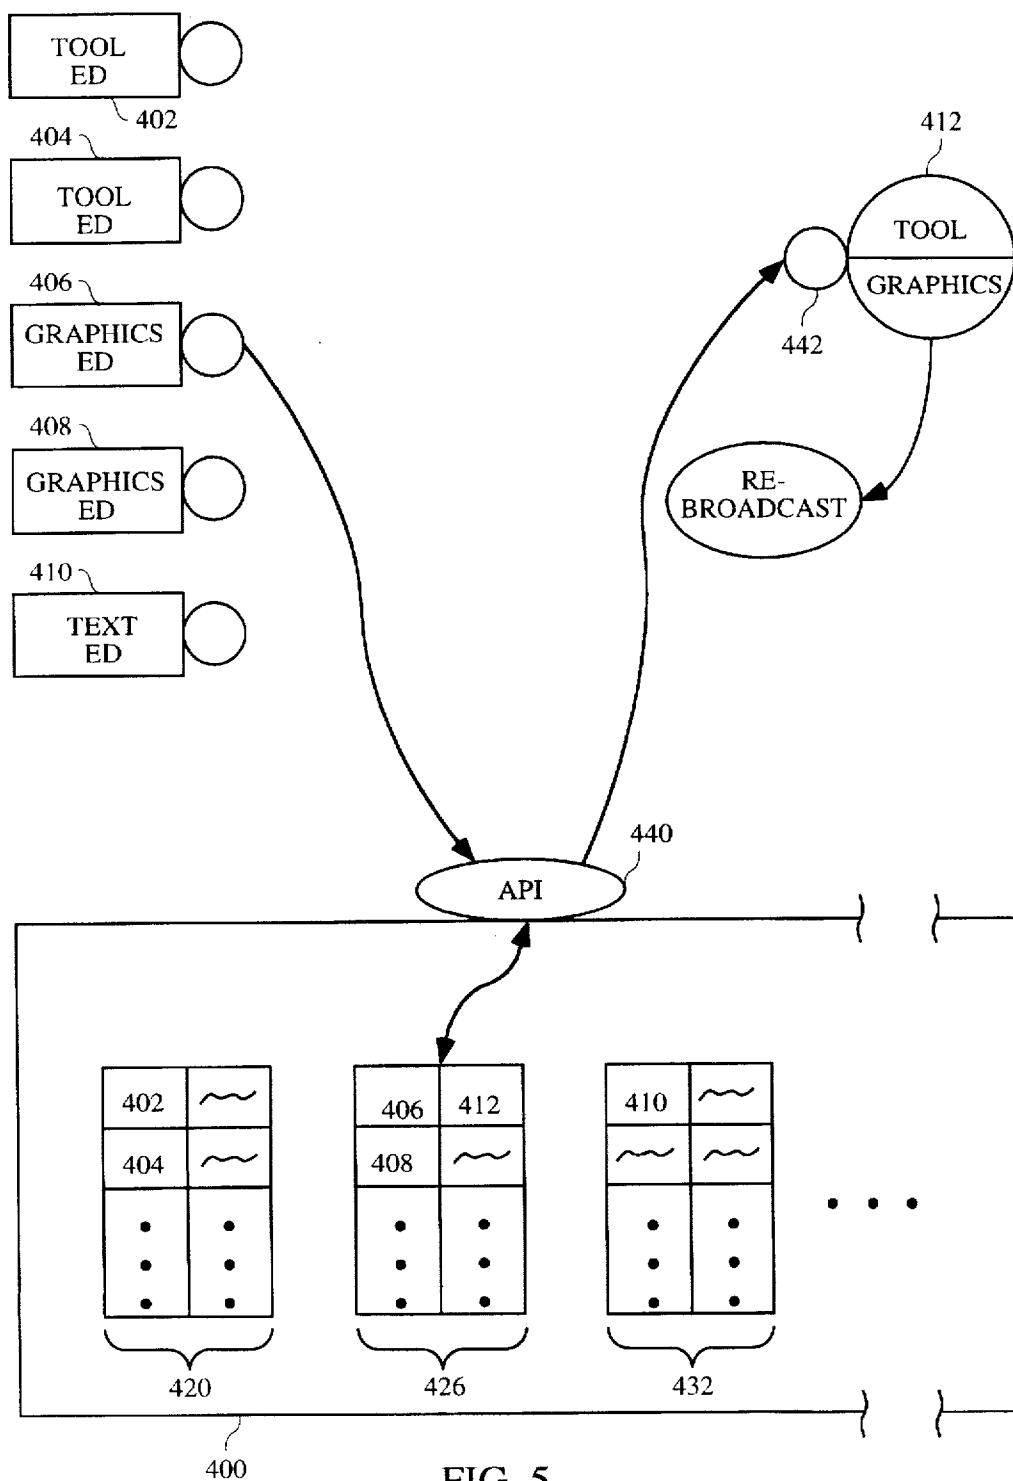 TOOL
ED
402
404
TOOL
ED
406
GRAPHICS
ED
408
GRAPHICS
ED
410
TEXT
ED
412
TOOL
GRAPHICS
442
RE-
BROADCAST
440
API
402
404
406 412
408
410
420
426
432
400
FIG. 5